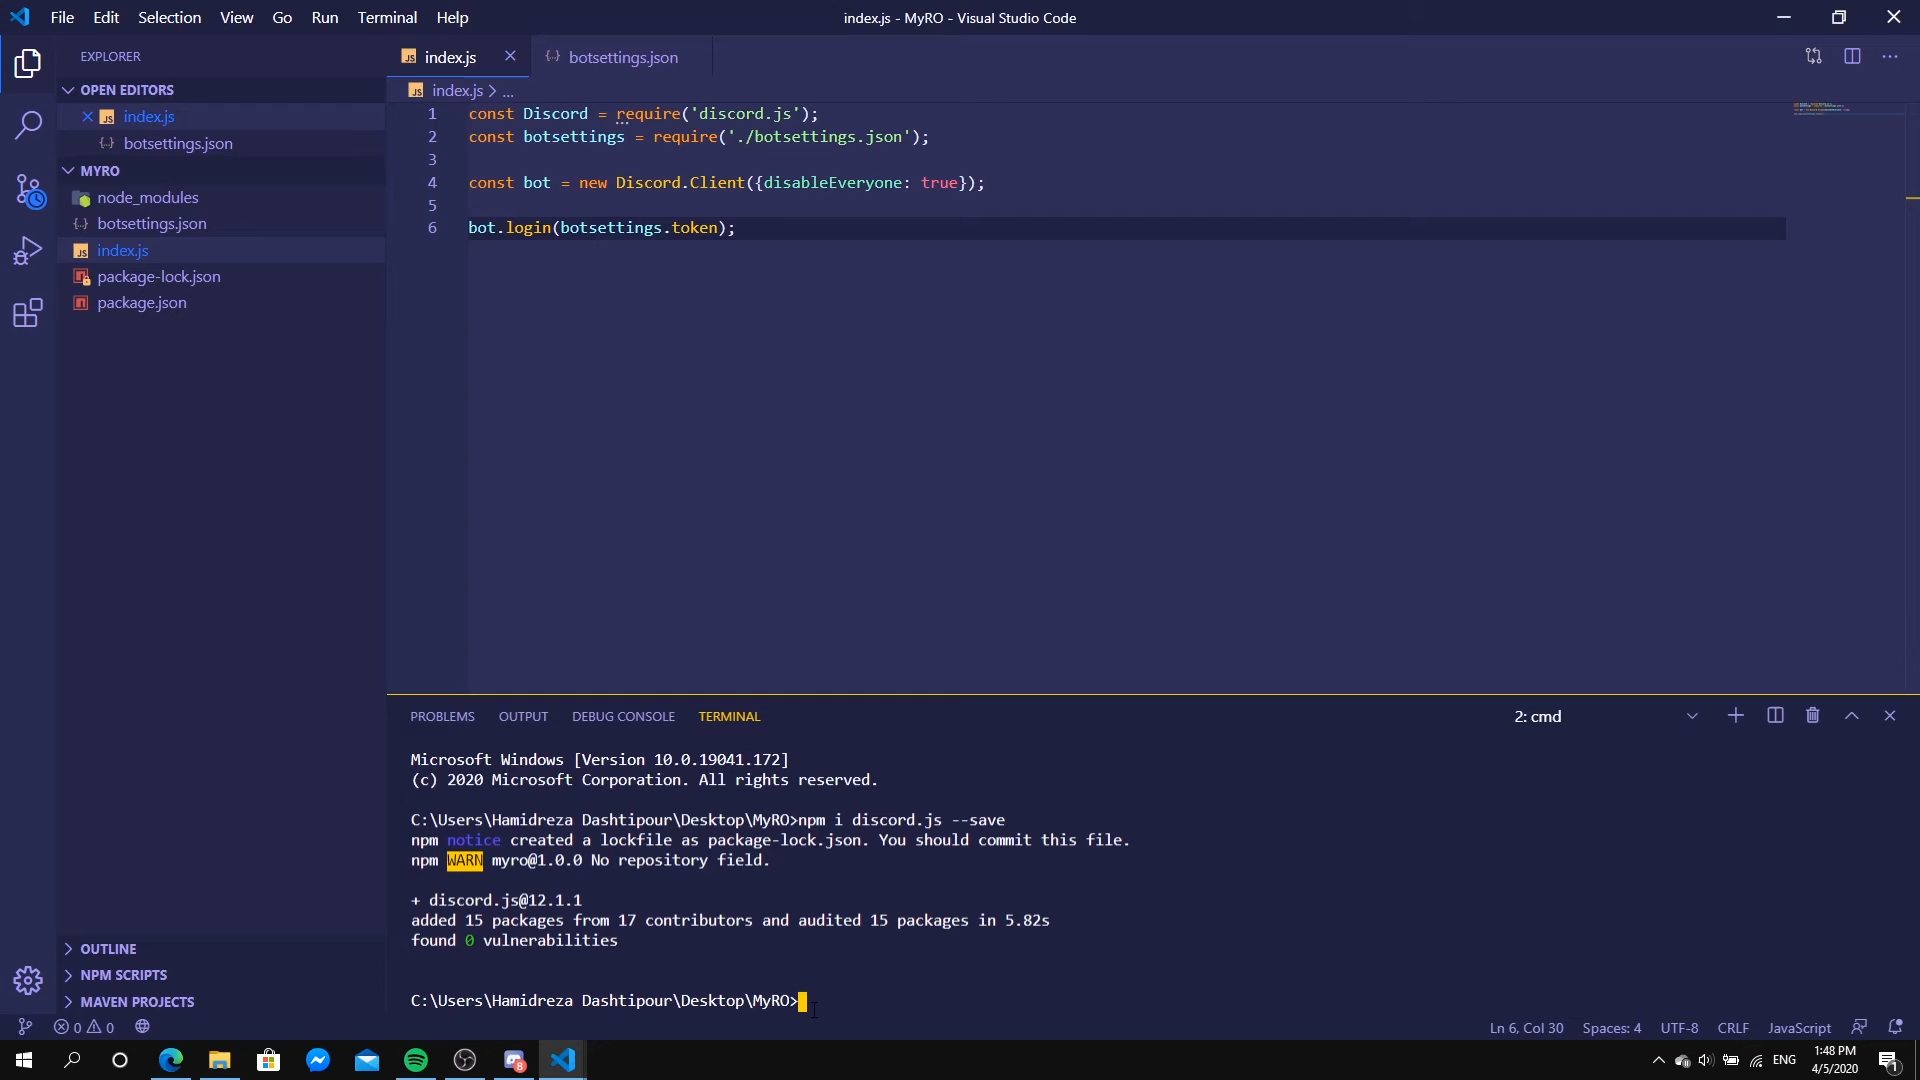 File Edit Selection View Go Run Terminal Help
index.js - MyRO - Visual Studio Code
EXPLORER
OPEN EDITORS
index.js
botsettings.json
MYRO
node_modules
botsettings.json
index.js
package-lock.json
package.json
OUTLINE
NPM SCRIPTS
MAVEN PROJECTS
index.js
botsettings.json
index.js > ...
1 const Discord = require('discord.js');
2 const botsettings = require('./botsettings.json');
3
4 const bot = new Discord.Client({disableEveryone: true});
5
6 bot.login(botsettings.token);
PROBLEMS OUTPUT DEBUG CONSOLE TERMINAL
2: cmd
Microsoft Windows [Version 10.0.19041.172]
(c) 2020 Microsoft Corporation. All rights reserved.
C:\Users\Hamidreza Dashtipour\Desktop\MyRO>npm i discord.js --save
npm notice created a lockfile as package-lock.json. You should commit this file.
npm WARN myro@1.0.0 No repository field.
+ discord.js@12.1.1
added 15 packages from 17 contributors and audited 15 packages in 5.82s
found 0 vulnerabilities
C:\Users\Hamidreza Dashtipour\Desktop\MyRO>
0 0
Ln 6, Col 30 Spaces: 4 UTF-8 CRLF JavaScript
8
ENG
1:48 PM
4/5/2020
1